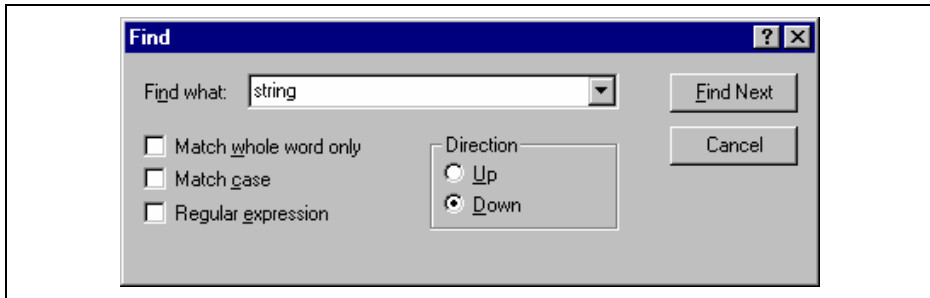 Find
Find what: string Find Next
Match whole word only Direction Cancel
Match case Up
Regular expression Down